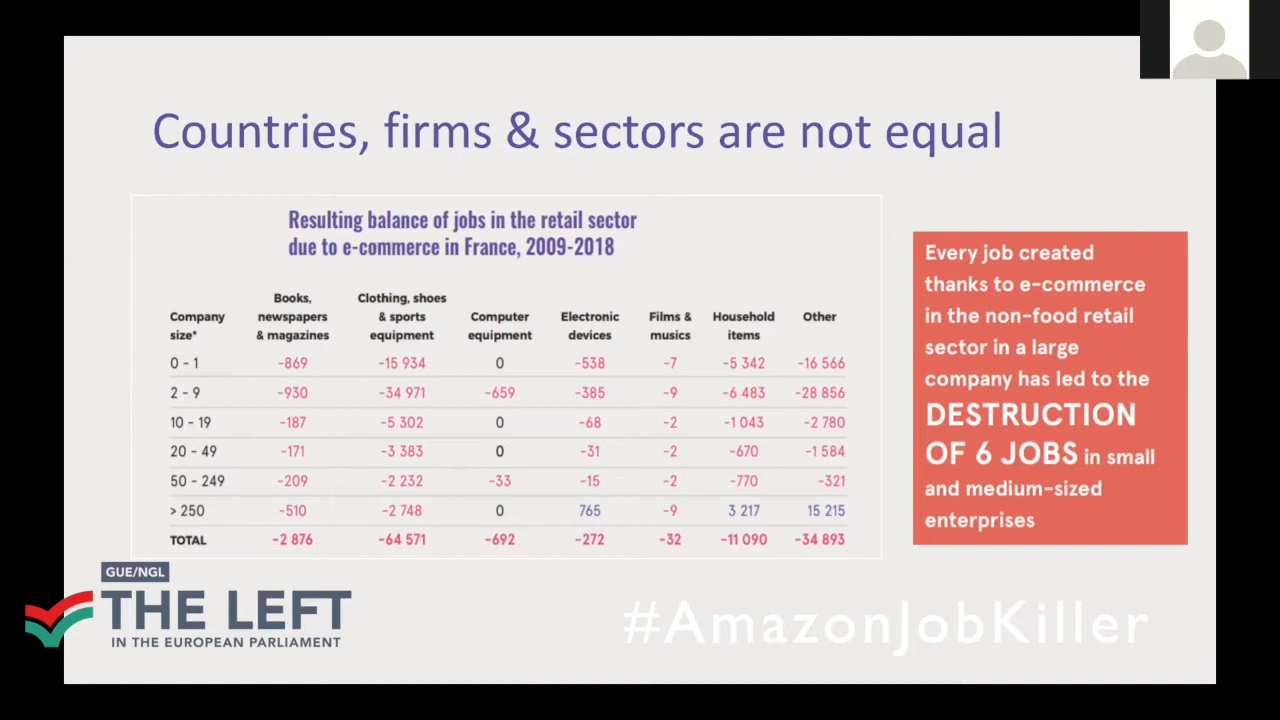 Countries, firms & sectors are not equal
Resulting balance of jobs in the retail sector
due to e-commerce in France, 2009-2018
Company size* Books, newspapers & magazines Clothing, shoes & sports equipment Computer equipment Electronic devices Films & musics Household items Other
0 - 1 -869 -15 934 0 -538 -7 -5 342 -16 566
2 - 9 -930 -34 971 -659 -385 -9 -6 483 -28 856
10 - 19 -187 -5 302 0 -68 -2 -1 043 -2 780
20 - 49 -171 -3 383 0 -31 -2 -670 -1 584
50 - 249 -209 -2 232 -33 -15 -2 -770 -321
> 250 -510 -2 748 0 765 -9 3 217 15 215
TOTAL -2 876 -64 571 -692 -272 -32 -11 090 -34 893
Every job created
thanks to e-commerce
in the non-food retail
sector in a large
company has led to the
DESTRUCTION
OF 6 JOBS in small
and medium-sized
enterprises
GUE/NGL
THE LEFT
IN THE EUROPEAN PARLIAMENT
#AmazonJobKiller